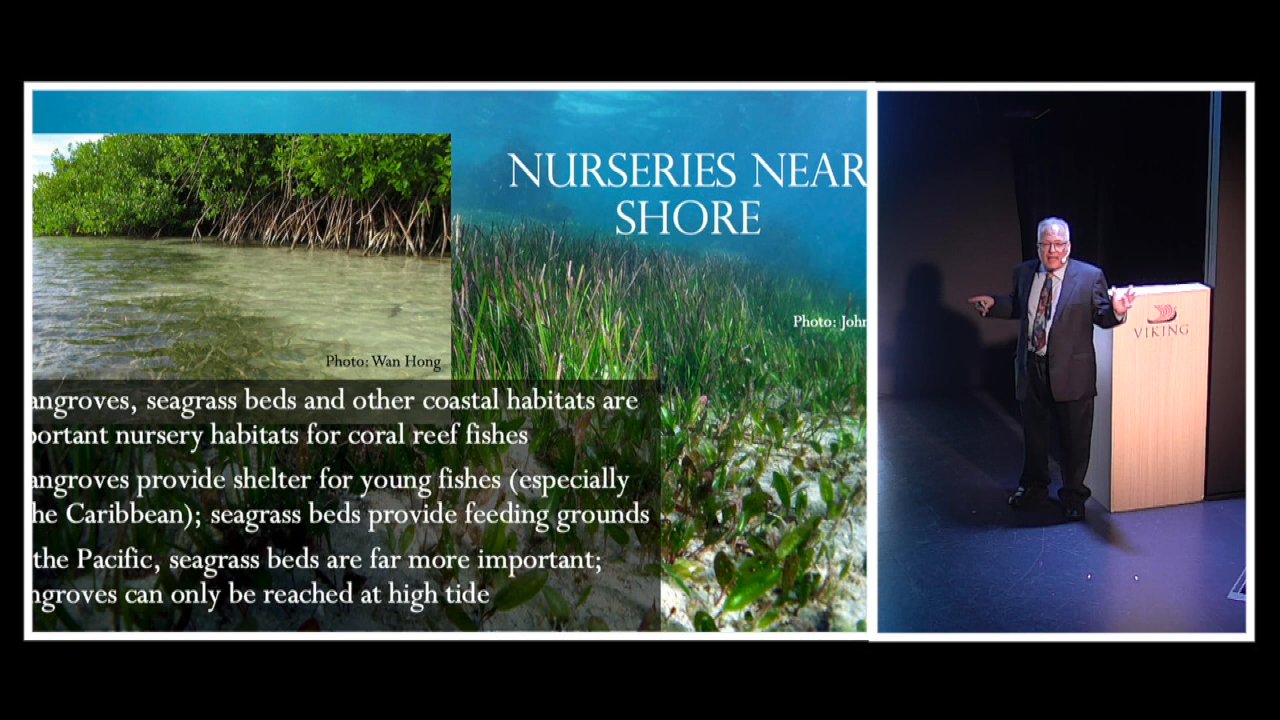 NURSERIES NEAR
SHORE
Photo: John
Photo: Wan Hong
angroves, seagrass beds and other coastal habitats are
portant nursery habitats for coral reef fishes
angroves provide shelter for young fishes (especially
he Caribbean); seagrass beds provide feeding grounds
the Pacific, seagrass beds are far more important;
ngroves can only be reached at high tide
VIKING